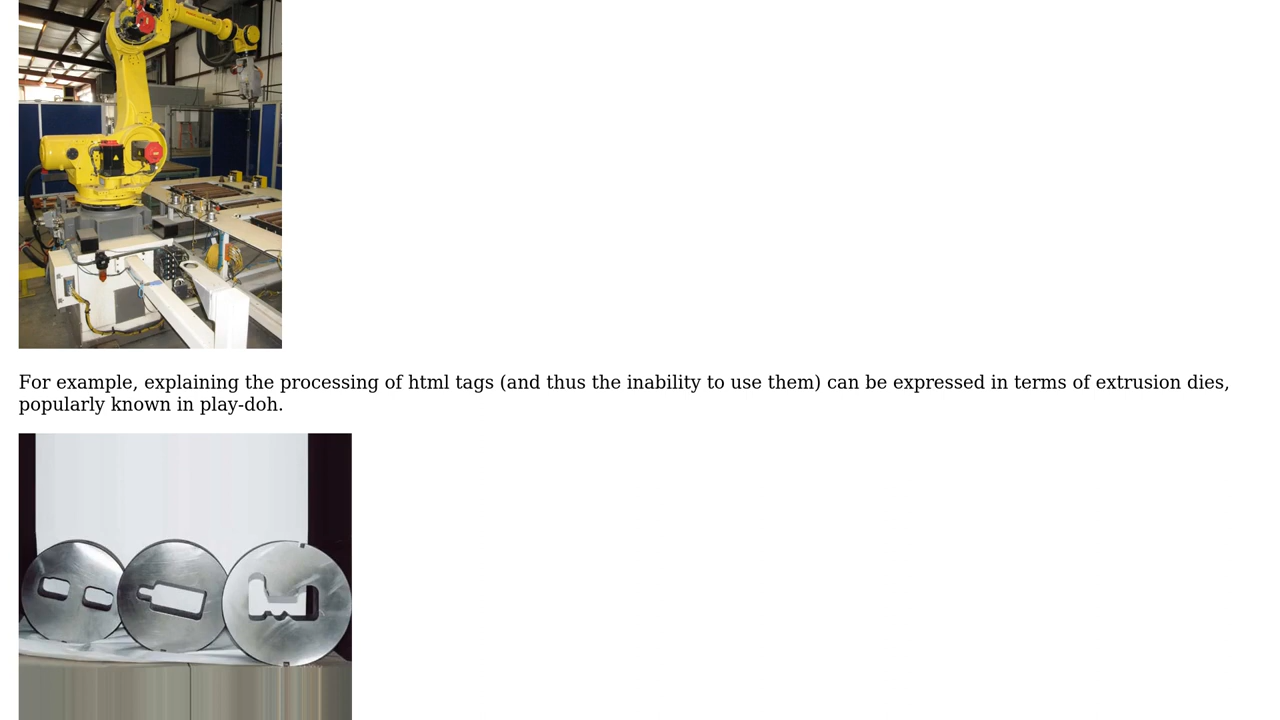 For example, explaining the processing of html tags (and thus the inability to use them) can be expressed in terms of extrusion dies,
popularly known in play-doh.